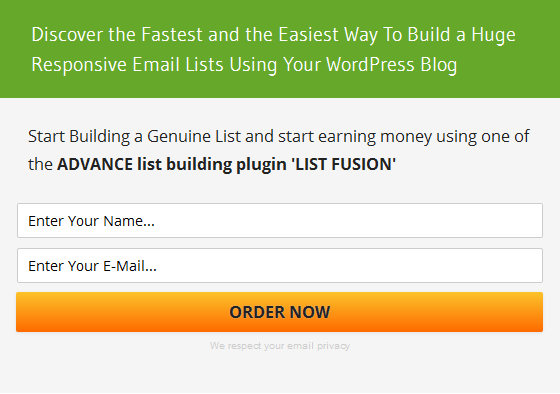 Discover the Fastest and the Easiest Way To Build a Huge
Responsive Email Lists Using Your WordPress Blog
Start Building a Genuine List and start earning money using one of
the ADVANCE list building plugin 'LIST FUSION'
Enter Your Name...
Enter Your E-Mail...
ORDER NOW
We respect your email privacy